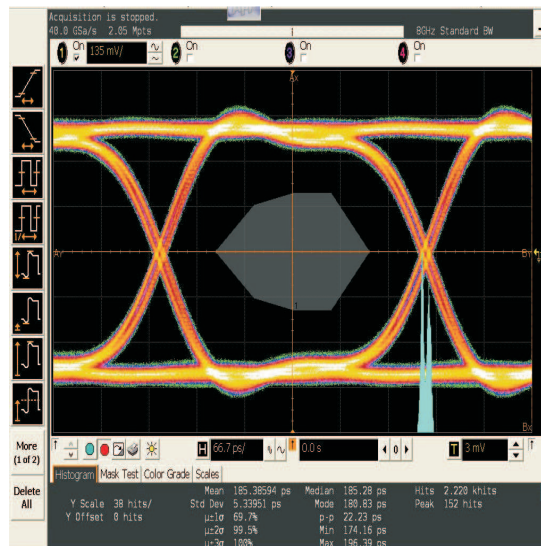 Acquisition is stopped.
40.0 GSa/s 2.05 Mpts
8GHz Standard BW
1 On 135 mV/ 2 On 3 On 4 On
AX
AY BY
1
BX
More
(1 of 2)
Delete
All
H 66.7 ps/ T 0.0 s 0 T 3 mV
Histogram Mask Test Color Grade Scales
Mean 185.38594 ps Median 185.28 ps Hits 2.220 khits
Y Scale 38 hits/ Std Dev 5.33951 ps Mode 180.83 ps Peak 152 hits
Y Offset 0 hits μ±1σ 69.7% p-p 22.23 ps
μ±2σ 99.5% Min 174.16 ps
μ±3σ 100% Max 196.39 ps